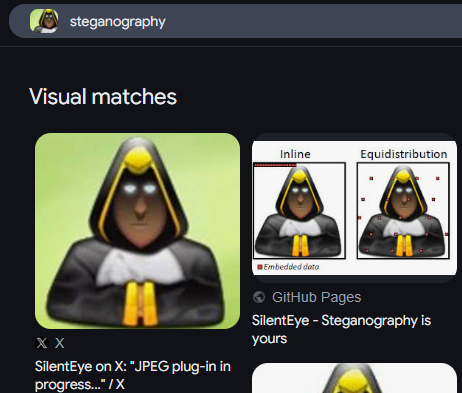 steganography
Visual matches
Inline
Equidistribution
Embedded data
X
SilentEye on X: "JPEG plug-in in
progress..." / X
GitHub Pages
SilentEye - Steganography is
yours